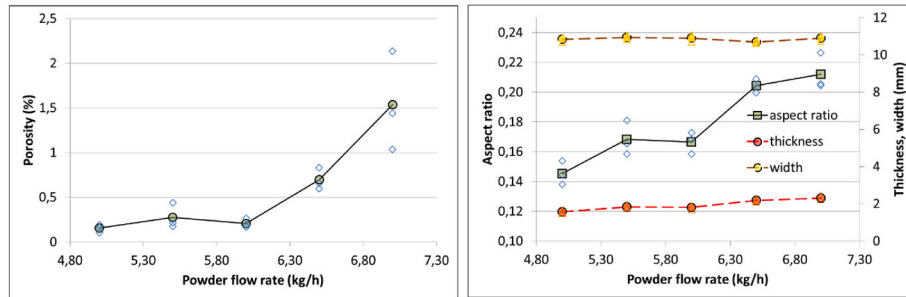 2,5
2
1,5
1
0,5
0
Porosity (%)
4,80 5,30 5,80 6,30 6,80 7,30
Powder flow rate (kg/h)
0,24
0,22
0,20
0,18
0,16
0,14
0,12
0,10
Aspect ratio
12
10
8
6
4
2
0
Thickness, width (mm)
aspect ratio
thickness
width
4,80 5,30 5,80 6,30 6,80 7,30
Powder flow rate (kg/h)